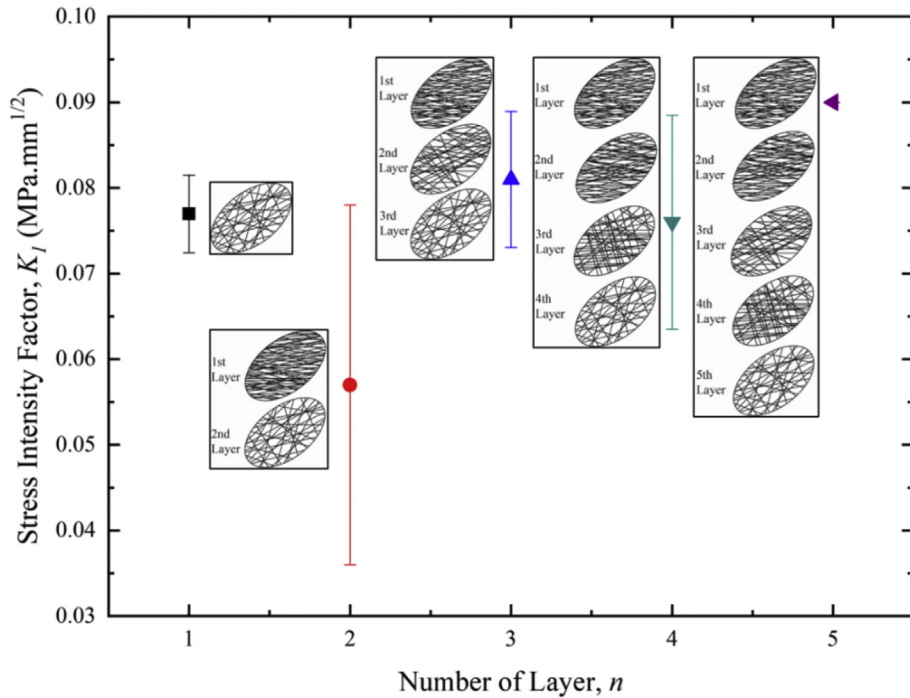 0.10
0.09
0.08
0.07
0.06
0.05
0.04
0.03
Stress Intensity Factor, K_I (MPa.mm^1/2)
1st
Layer
2nd
Layer
1st
Layer
2nd
Layer
3rd
Layer
1st
Layer
2nd
Layer
3rd
Layer
4th
Layer
1st
Layer
2nd
Layer
3rd
Layer
4th
Layer
5th
Layer
1 2 3 4 5
Number of Layer, n